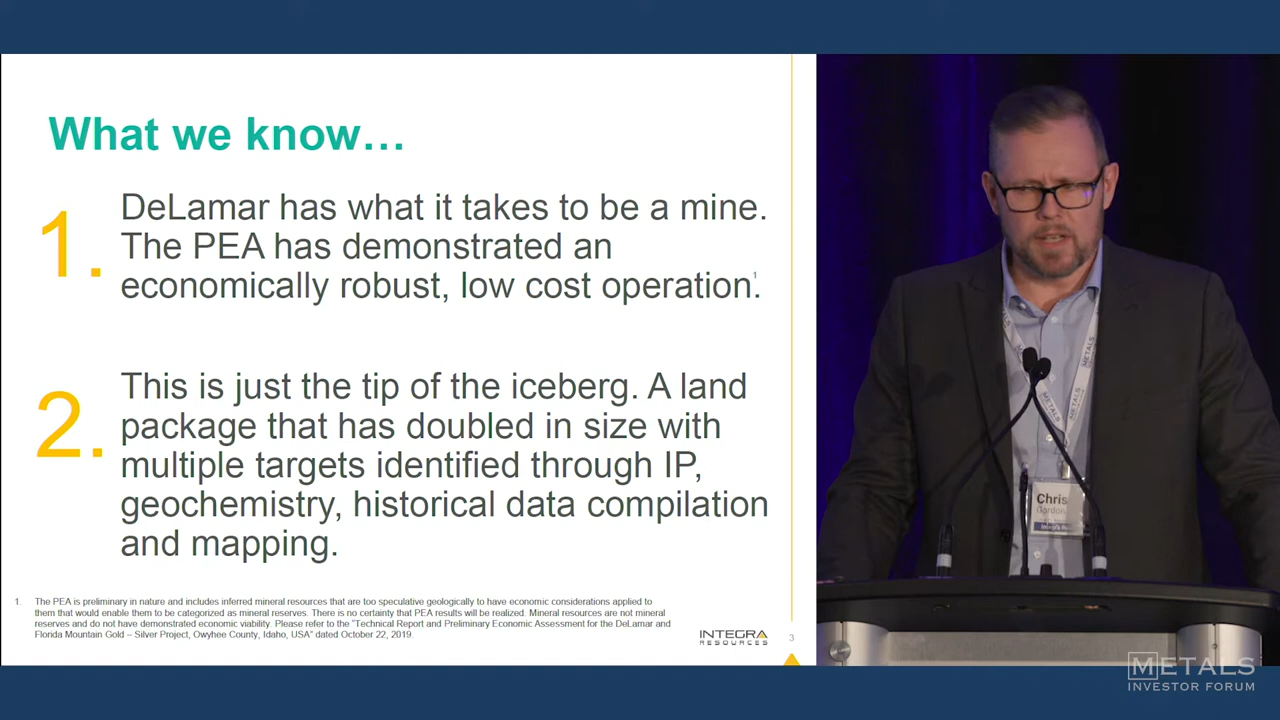 What we know…
1.
DeLamar has what it takes to be a mine.
The PEA has demonstrated an
economically robust, low cost operation1.
2.
This is just the tip of the iceberg. A land
package that has doubled in size with
multiple targets identified through IP,
geochemistry, historical data compilation
and mapping.
1. The PEA is preliminary in nature and includes inferred mineral resources that are too speculative geologically to have economic considerations applied to
them that would enable them to be categorized as mineral reserves. There is no certainty that PEA results will be realized. Mineral resources are not mineral
reserves and do not have demonstrated economic viability. Please refer to the "Technical Report and Preliminary Economic Assessment for the DeLamar and
Florida Mountain Gold – Silver Project, Owyhee County, Idaho, USA" dated October 22, 2019.
INTEGRA
RESOURCES
3
METALS
METALS
Chris
Gordon
METALS
INVESTOR FORUM